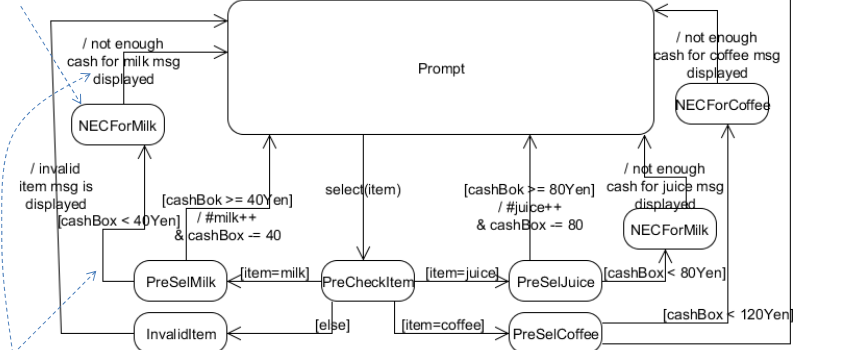 / not enough
cash for milk msg
displayed
Prompt
/ not enough
cash for coffee msg
displayed
NECForMilk
NECForCoffee
/ invalid
item msg is
displayed
[cashBox < 40Yen]
[cashBok >= 40Yen]
/ #milk++
& cashBox -= 40
select(item)
[cashBok >= 80Yen]
/ #juice++
& cashBox -= 80
/ not enough
cash for juice msg
displayed
NECForMilk
PreSelMilk
[item=milk]
PreCheckItem
[item=juice]
PreSelJuice
[cashBox < 80Yen]
[cashBox < 120Yen]
InvalidItem
[else]
[item=coffee]
PreSelCoffee